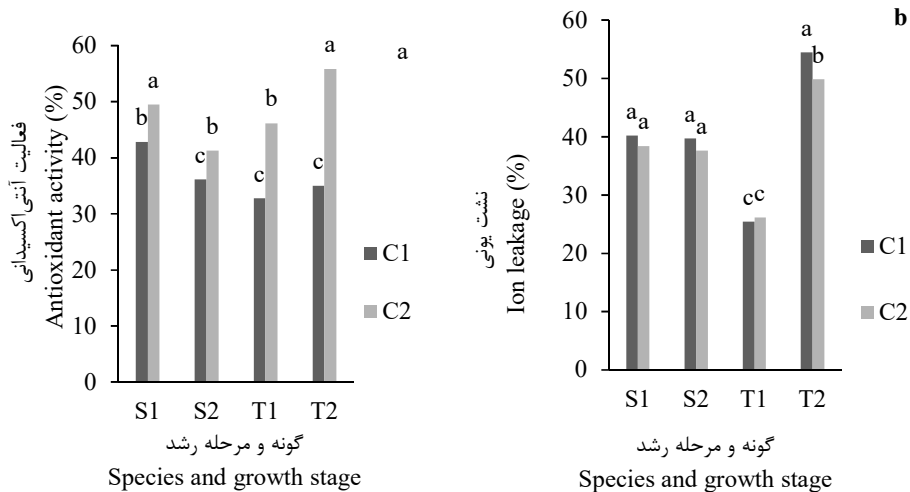 a
فعالیت آنتی‌اکسیدانی
Antioxidant activity (%)
60
50
40
30
20
10
0
b a
c b
c b
c a
S1 S2 T1 T2
C1
C2
گونه و مرحله رشد
Species and growth stage
b
نشت یونی
Ion leakage (%)
60
50
40
30
20
10
0
a a
a a
c c
a b
S1 S2 T1 T2
C1
C2
گونه و مرحله رشد
Species and growth stage